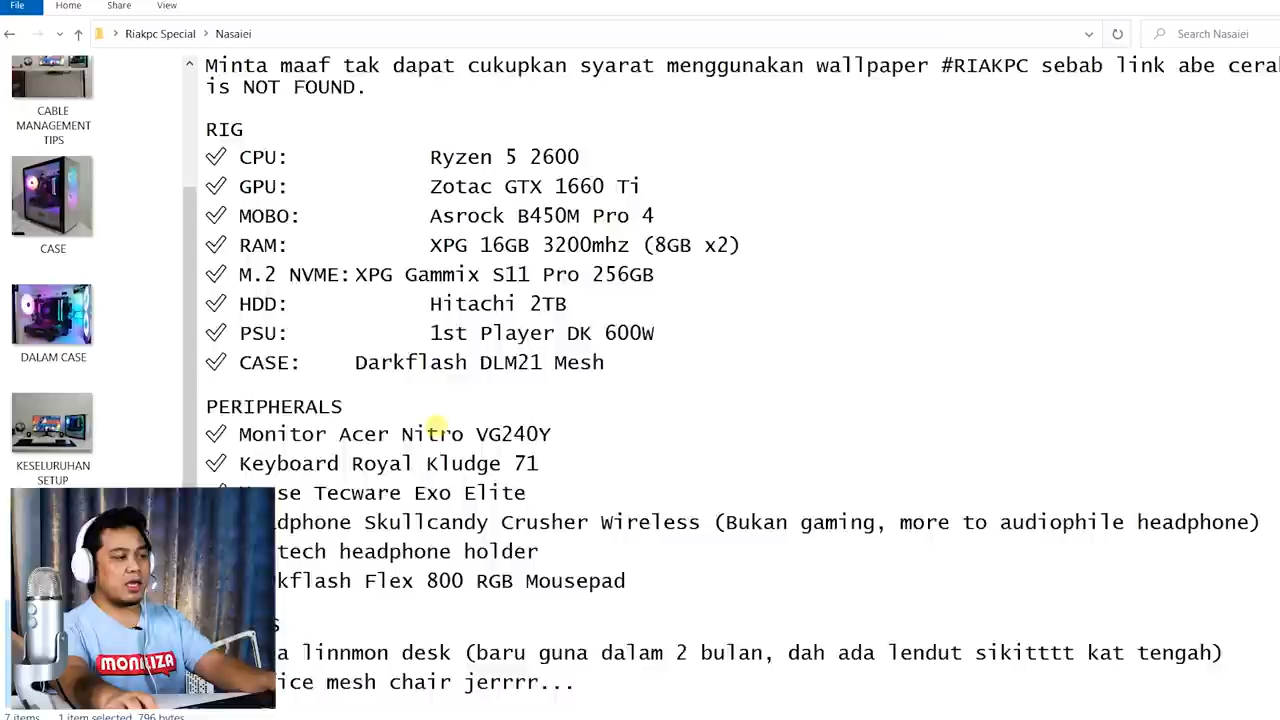 File Home Share View
Riakpc Special > Nasaiei
Search Nasaiei
CABLE
MANAGEMENT
TIPS
CASE
DALAM CASE
KESELURUHAN
SETUP
Minta maaf tak dapat cukupkan syarat menggunakan wallpaper #RIAKPC sebab link abe
is NOT FOUND.
RIG
✓ CPU: Ryzen 5 2600
✓ GPU: Zotac GTX 1660 Ti
✓ MOBO: Asrock B450M Pro 4
✓ RAM: XPG 16GB 3200mhz (8GB x2)
✓ M.2 NVME: XPG Gammix S11 Pro 256GB
✓ HDD: Hitachi 2TB
✓ PSU: 1st Player DK 600W
✓ CASE: Darkflash DLM21 Mesh
PERIPHERALS
✓ Monitor Acer Nitro VG240Y
✓ Keyboard Royal Kludge 71
Tecware Exo Elite
Skullcandy Crusher Wireless (Bukan gaming, more to audiophile headphone)
headphone holder
Flex 800 RGB Mousepad
linnmon desk (baru guna dalam 2 bulan, dah ada lendut sikitttt kat tengah)
mesh chair jerrrr...
MONALIZA
7 items 1 item selected 796 bytes